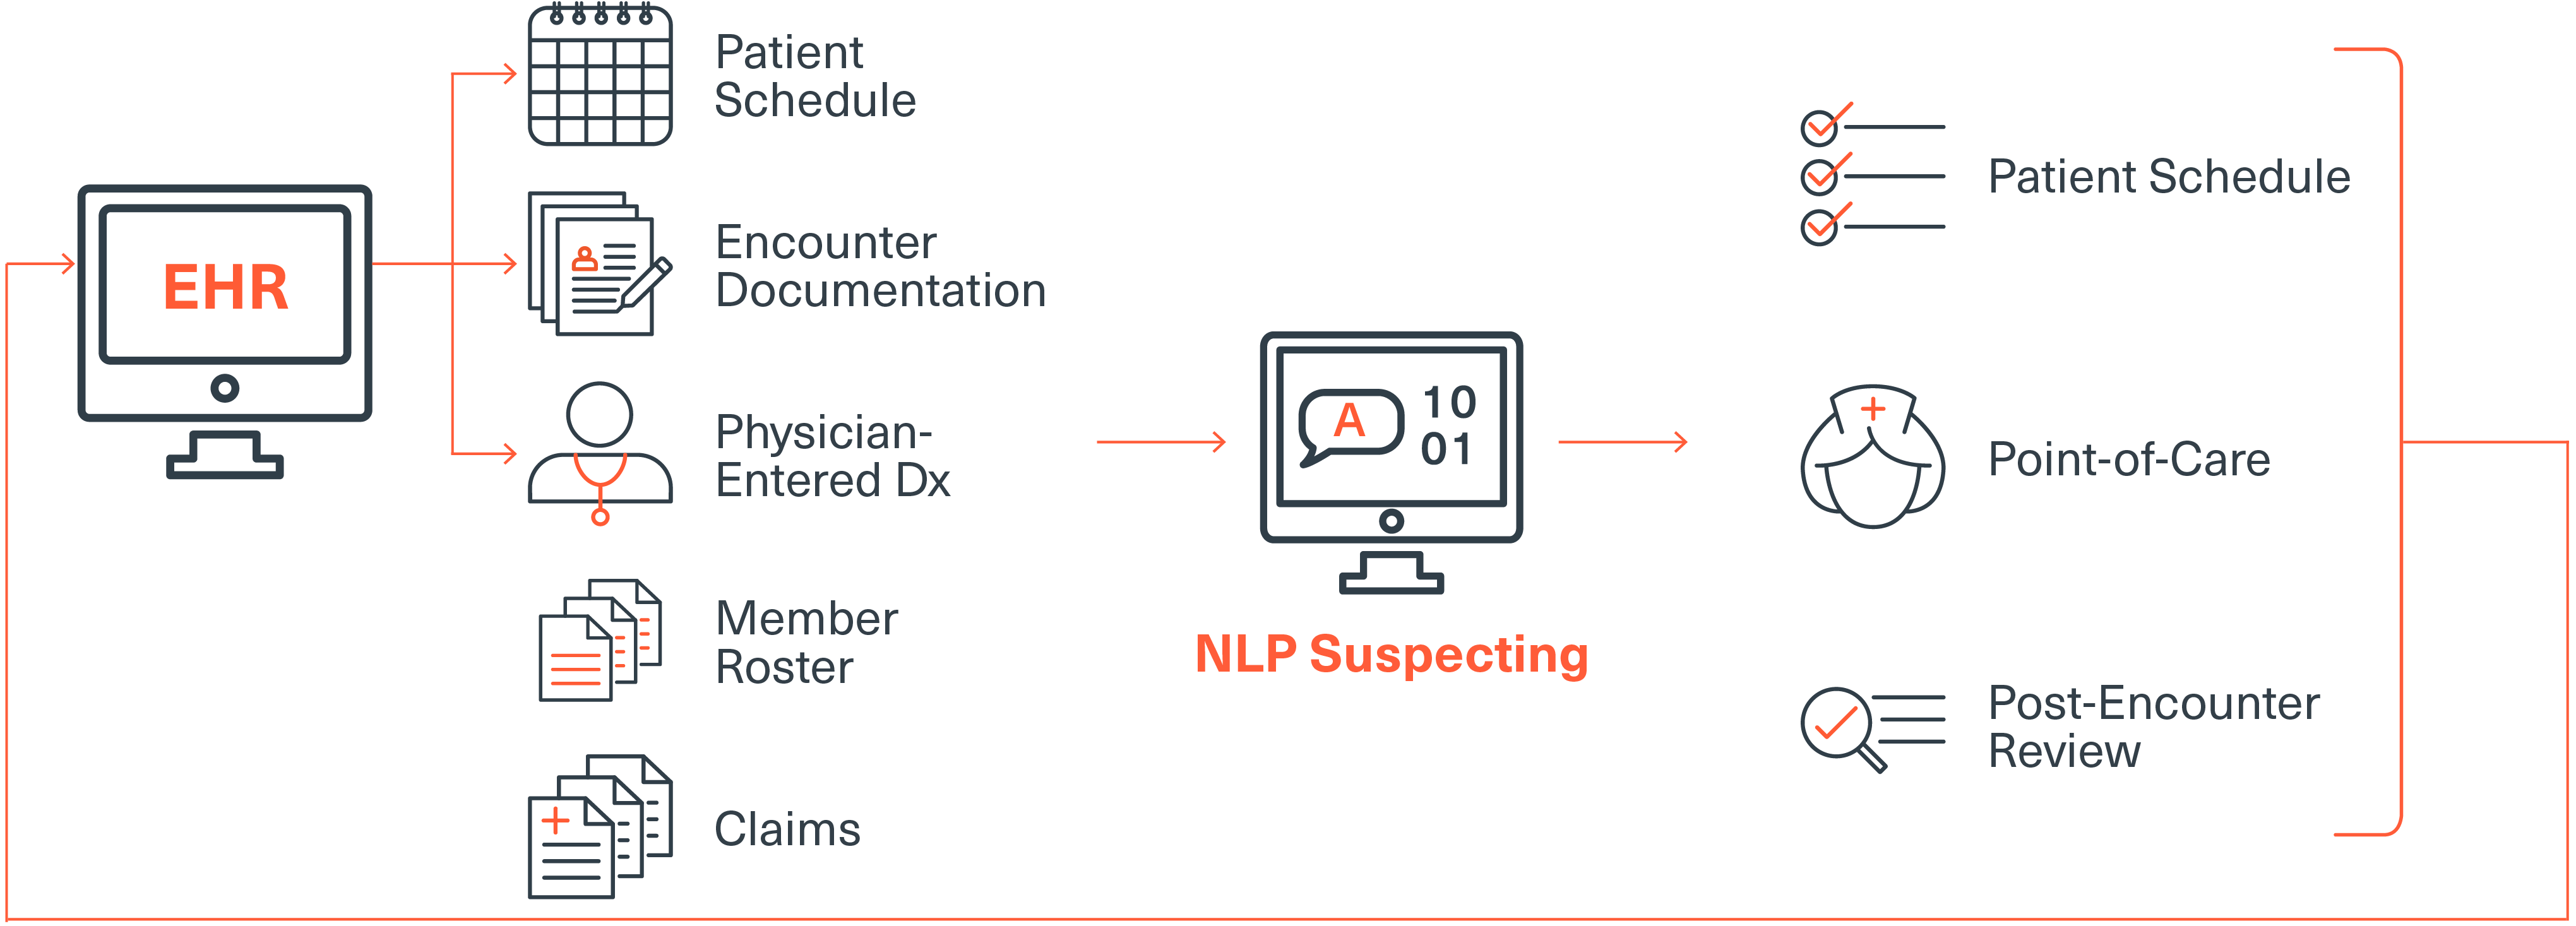 EHR
Patient
Schedule
Encounter
Documentation
Physician-
Entered Dx
Member
Roster
Claims
A
10
01
NLP Suspecting
Patient Schedule
Point-of-Care
Post-Encounter
Review